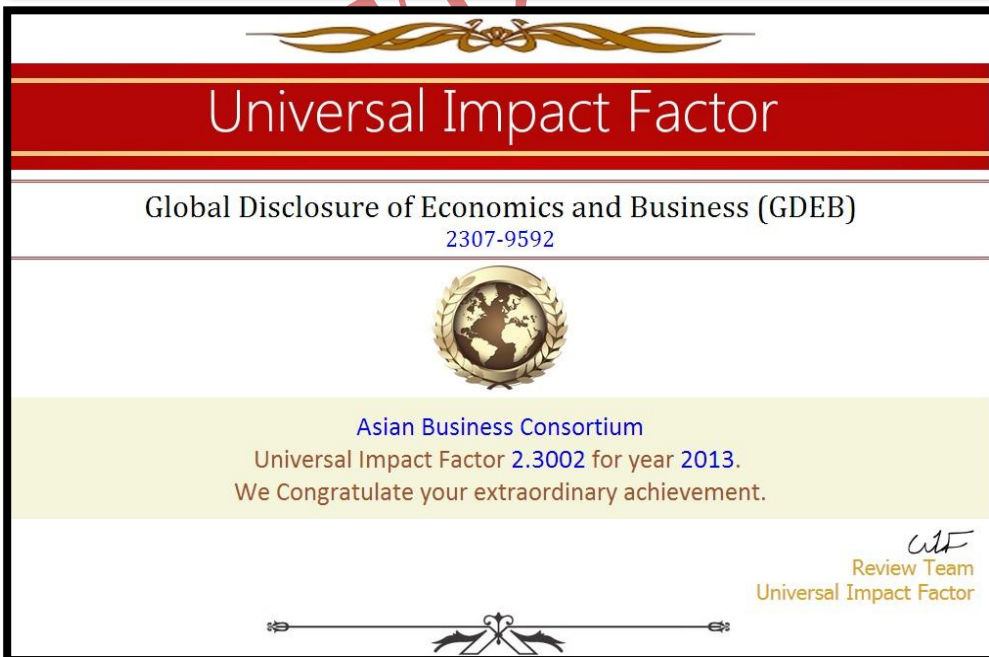 Universal Impact Factor
Global Disclosure of Economics and Business (GDEB)
2307-9592
Asian Business Consortium
Universal Impact Factor 2.3002 for year 2013.
We Congratulate your extraordinary achievement.
UIF
Review Team
Universal Impact Factor